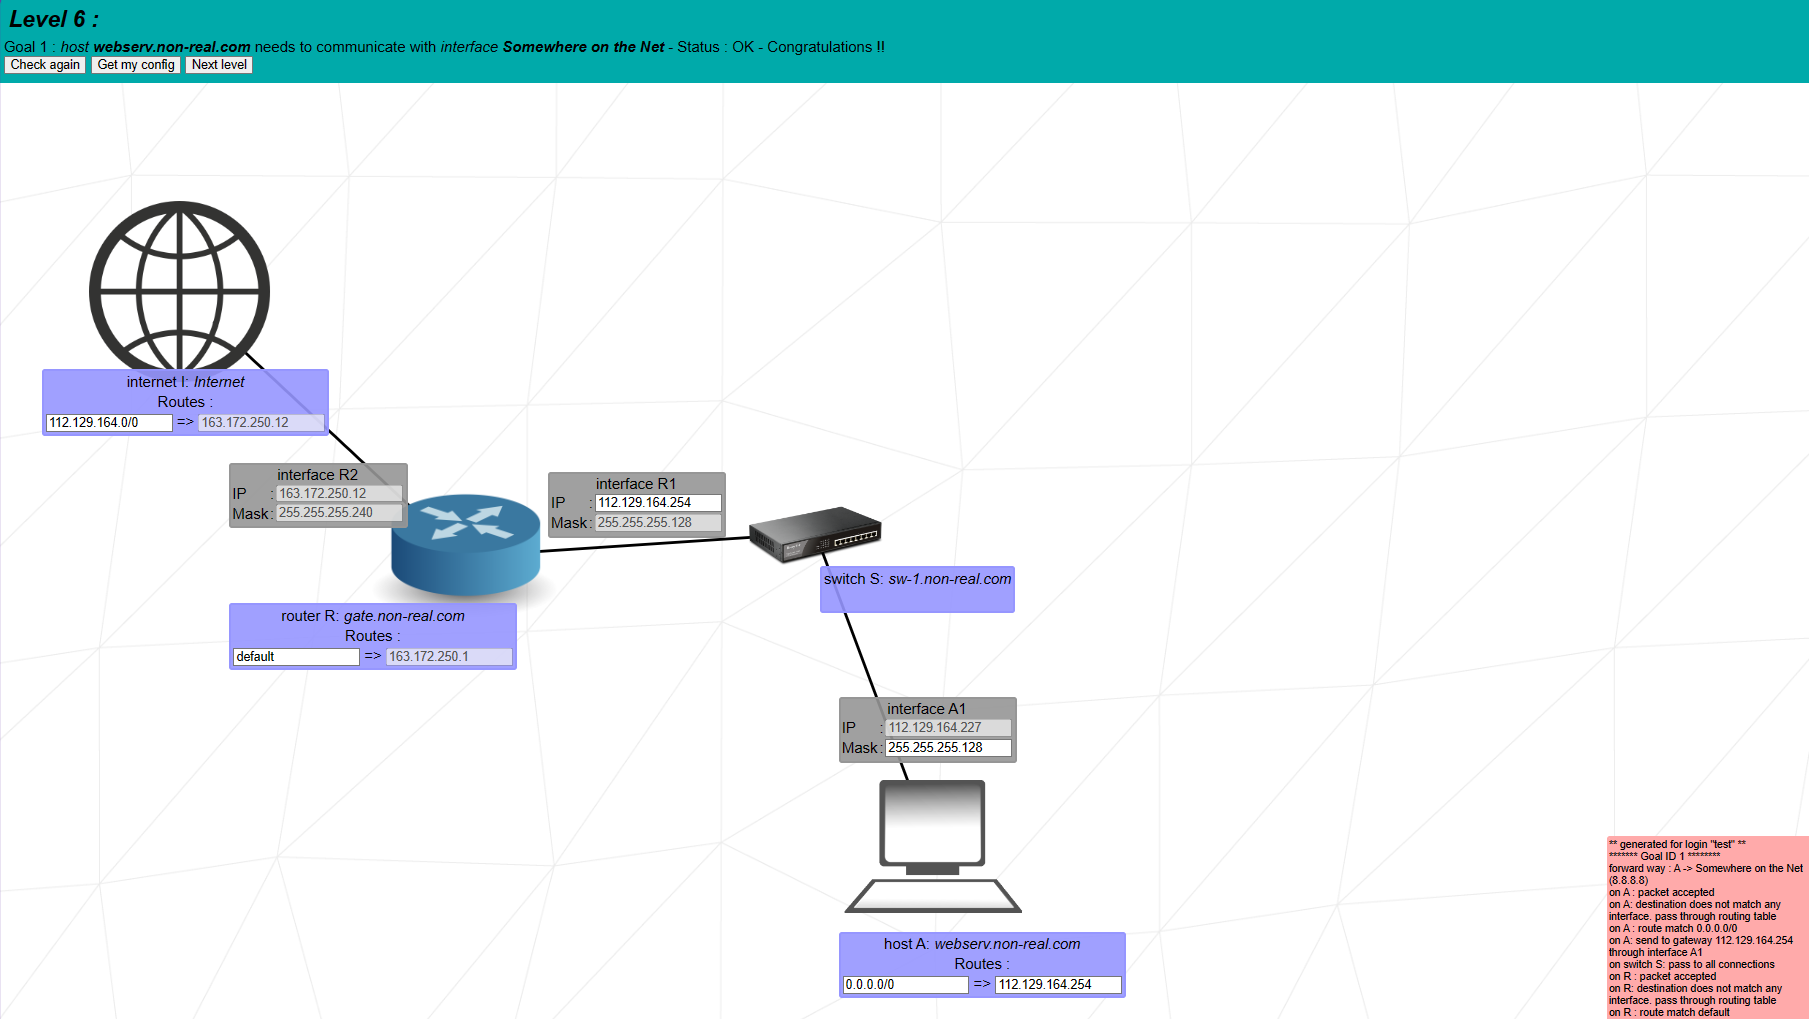 Level 6 :
Goal 1 : host webserv.non-real.com needs to communicate with interface Somewhere on the Net - Status : OK - Congratulations !!
Check again Get my config Next level
internet I: Internet
Routes :
112.129.164.0/0 => 163.172.250.12
interface R2
IP : 163.172.250.12
Mask : 255.255.255.240
interface R1
IP : 112.129.164.254
Mask : 255.255.255.128
switch S: sw-1.non-real.com
router R: gate.non-real.com
Routes :
default => 163.172.250.1
interface A1
IP : 112.129.164.227
Mask : 255.255.255.128
host A: webserv.non-real.com
Routes :
0.0.0.0/0 => 112.129.164.254
** generated for login "test" **
******* Goal ID 1 ********
forward way : A -> Somewhere on the Net
(8.8.8.8)
on A : packet accepted
on A: destination does not match any
interface. pass through routing table
on A : route match 0.0.0.0/0
on A: send to gateway 112.129.164.254
through interface A1
on switch S: pass to all connections
on R : packet accepted
on R: destination does not match any
interface. pass through routing table
on R : route match default